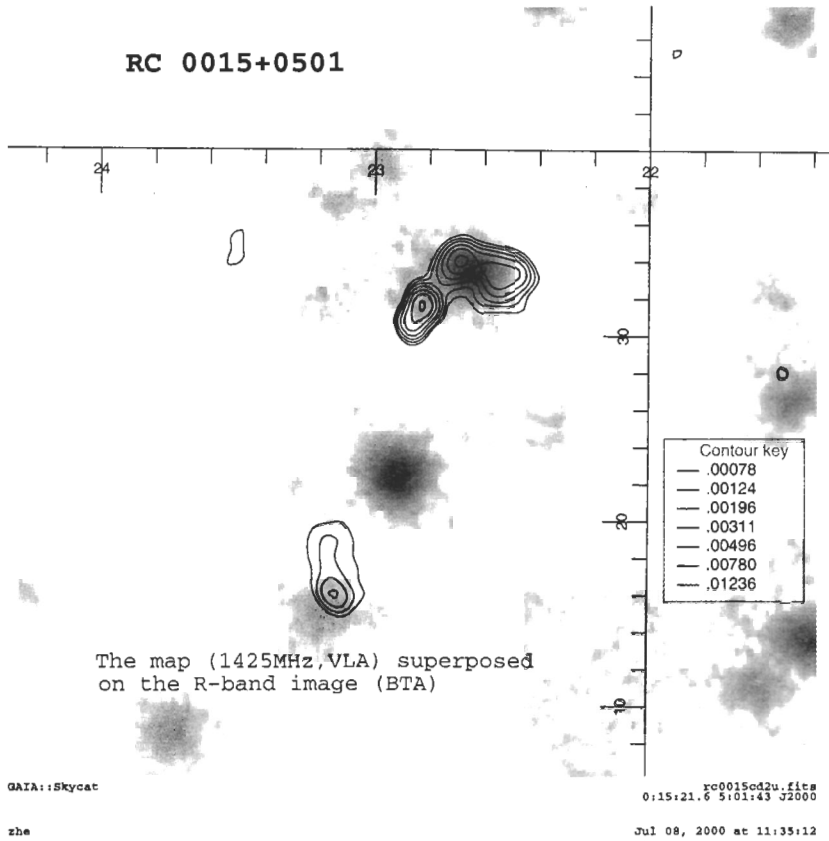 RC 0015+0501
24
23
22
30
20
10
Contour key
.00078
.00124
.00196
.00311
.00496
.00780
.01236
The map (1425MHz,VLA) superposed
on the R-band image (BTA)
GAIA::Skycat
rc0015cd2u.fits
0:15:21.6 5:01:43 J2000
zhe
Jul 08, 2000 at 11:35:12